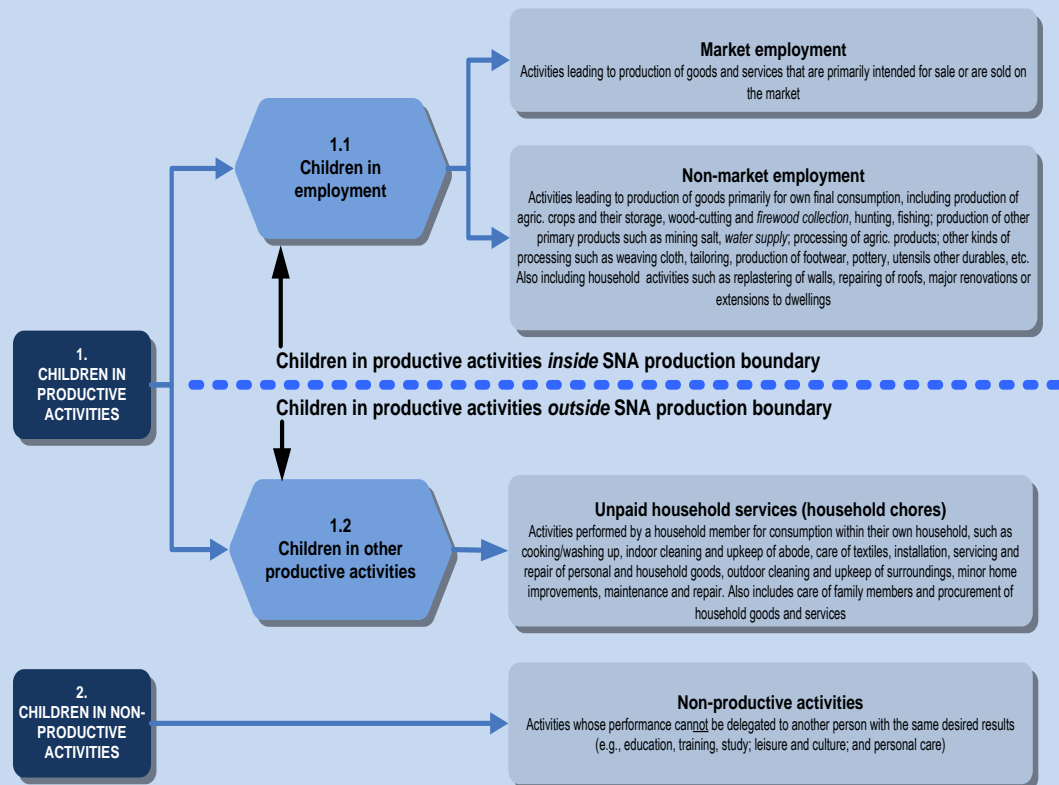 Market employment
Activities leading to production of goods and services that are primarily intended for sale or are sold on
the market
1.1
Children in
employment
Non-market employment
Activities leading to production of goods primarily for own final consumption, including production of
agric. crops and their storage, wood-cutting and firewood collection, hunting, fishing; production of other
primary products such as mining salt, water supply; processing of agric. products; other kinds of
processing such as weaving cloth, tailoring, production of footwear, pottery, utensils other durables, etc.
Also including household activities such as replastering of walls, repairing of roofs, major renovations or
extensions to dwellings
1.
CHILDREN IN
PRODUCTIVE
ACTIVITIES
Children in productive activities inside SNA production boundary
Children in productive activities outside SNA production boundary
1.2
Children in other
productive activities
Unpaid household services (household chores)
Activities performed by a household member for consumption within their own household, such as
cooking/washing up, indoor cleaning and upkeep of abode, care of textiles, installation, servicing and
repair of personal and household goods, outdoor cleaning and upkeep of surroundings, minor home
improvements, maintenance and repair. Also includes care of family members and procurement of
household goods and services
2.
CHILDREN IN NON-
PRODUCTIVE
ACTIVITIES
Non-productive activities
Activities whose performance cannot be delegated to another person with the same desired results
(e.g., education, training, study; leisure and culture; and personal care)